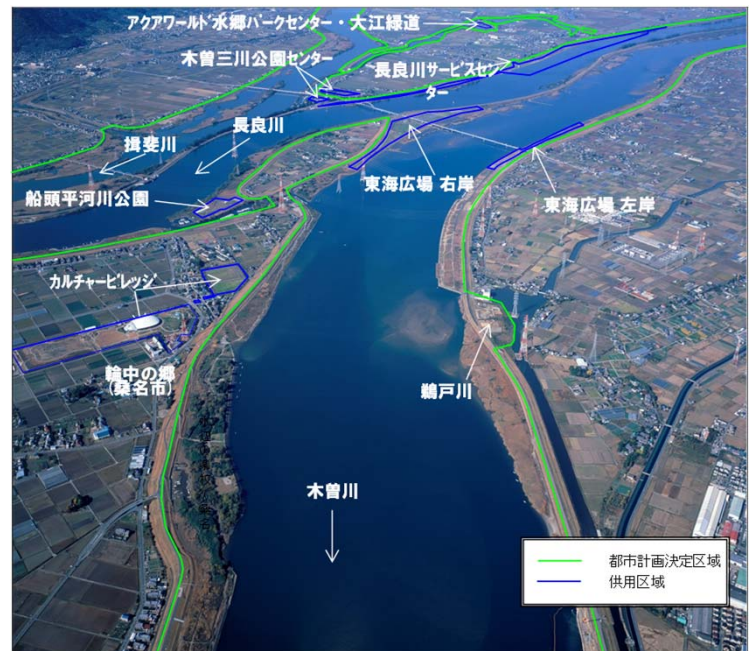 アクアワールド水郷パークセンター・大江緑道
木曽三川公園センター
長良川サービスセン
ター
長良川
揖斐川
船頭平河川公園
東海広場 右岸
東海広場 左岸
カルチャービレッジ
輪中の郷
(桑名市)
鵜戸川
木曽川
都市計画決定区域
供用区域